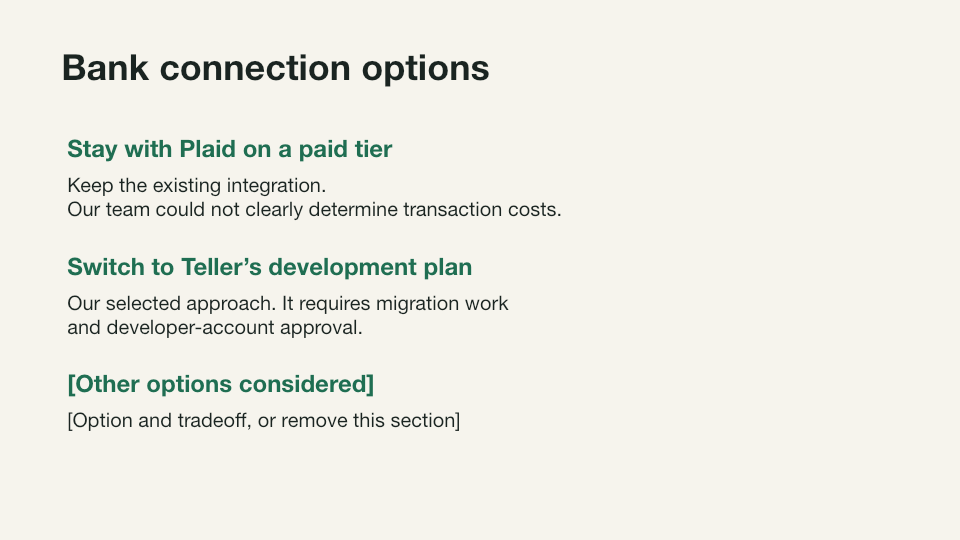 Bank connection options
Stay with Plaid on a paid tier
Keep the existing integration.
Our team could not clearly determine transaction costs.
Switch to Teller’s development plan
Our selected approach. It requires migration work
and developer-account approval.
[Other options considered]
[Option and tradeoff, or remove this section]